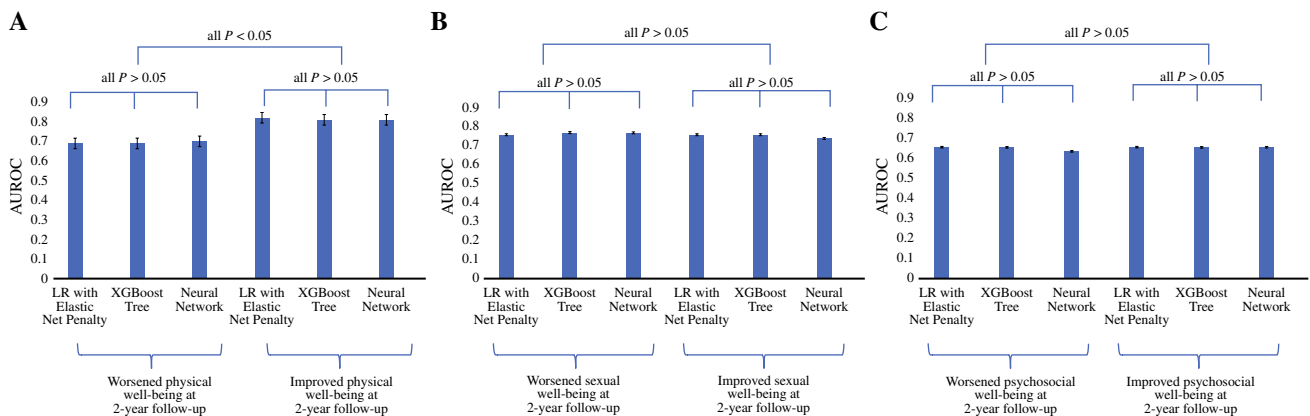 A
all P < 0.05
all P > 0.05
all P > 0.05
AUROC
0.9
0.8
0.7
0.6
0.5
0.4
0.3
0.2
0.1
0
LR with
Elastic
Net Penalty
XGBoost
Tree
Neural
Network
LR with
Elastic
Net Penalty
XGBoost
Tree
Neural
Network
Worsened physical
well-being at
2-year follow-up
Improved physical
well-being at
2-year follow-up
B
all P > 0.05
all P > 0.05
all P > 0.05
AUROC
0.9
0.8
0.7
0.6
0.5
0.4
0.3
0.2
0.1
0
LR with
Elastic
Net Penalty
XGBoost
Tree
Neural
Network
LR with
Elastic
Net Penalty
XGBoost
Tree
Neural
Network
Worsened sexual
well-being at
2-year follow-up
Improved sexual
well-being at
2-year follow-up
C
all P > 0.05
all P > 0.05
all P > 0.05
AUROC
0.9
0.8
0.7
0.6
0.5
0.4
0.3
0.2
0.1
0
LR with
Elastic
Net Penalty
XGBoost
Tree
Neural
Network
LR with
Elastic
Net Penalty
XGBoost
Tree
Neural
Network
Worsened psychosocial
well-being at
2-year follow-up
Improved psychosocial
well-being at
2-year follow-up